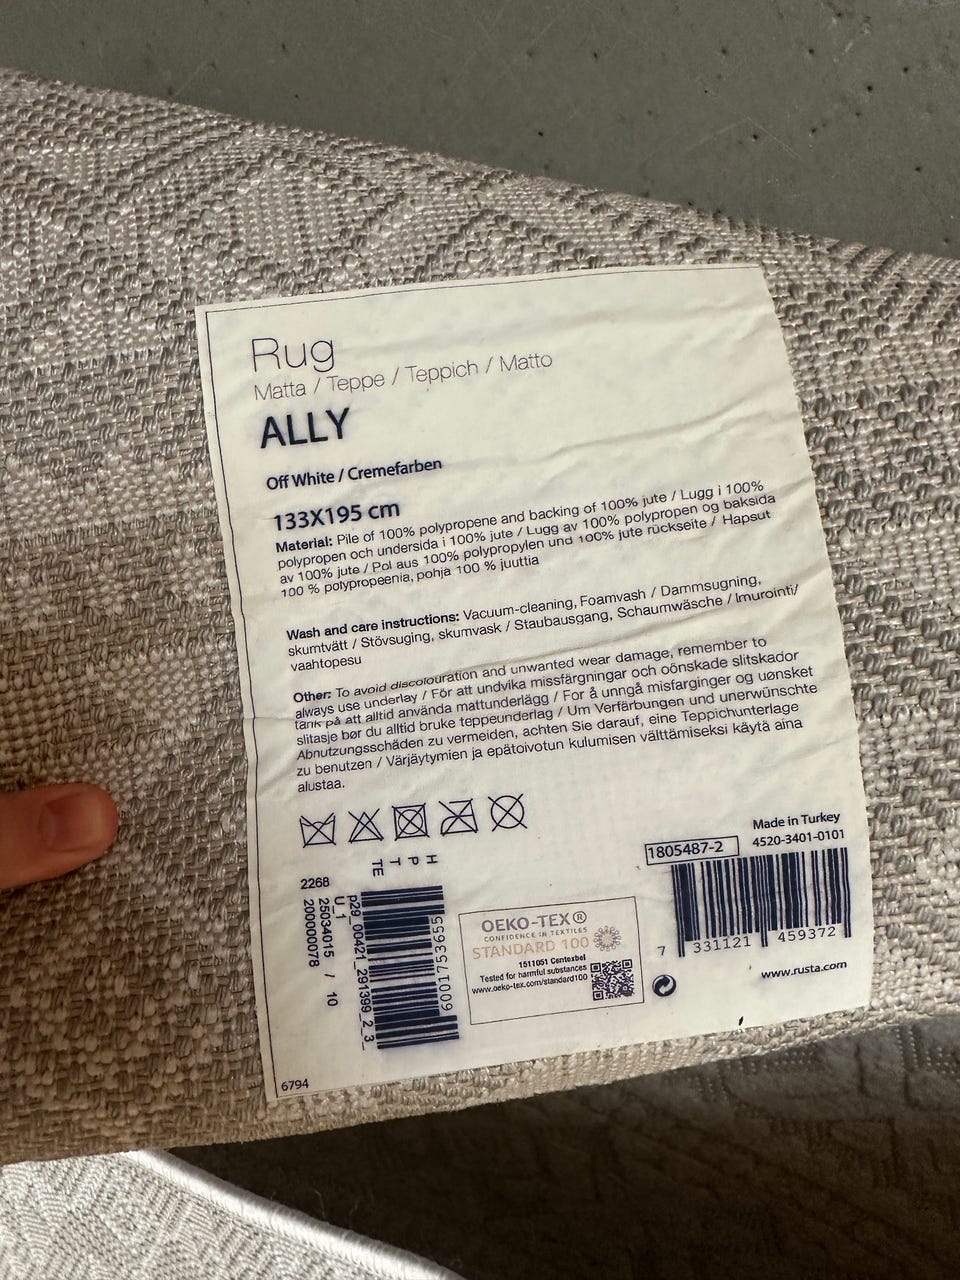 Rug
Matta / Teppe / Teppich / Matto
ALLY
Off White / Cremefarben
133X195 cm
Material: Pile of 100% polypropene and backing of 100% jute / Lugg i 100%
polypropen och undersida i 100% jute / Lugg av 100% polypropen og baksida
av 100% jute / Pol aus 100% polypropylen und 100% jute rückseite / Hapsut
100 % polypropeenia, pohja 100 % juuttia
Wash and care instructions: Vacuum-cleaning, Foamvash / Dammsugning,
skumtvätt / Stövsuging, skumvask / Staubausgang, Schaumwäsche / Imurointi/
vaahtopesu
Other: To avoid discolouration and unwanted wear damage, remember to
always use underlay / För att undvika missfärgningar och oönskade slitskador
tänk på att alltid använda mattunderlägg / For å unngå misfarginger og uønsket
slitasje bør du alltid bruke teppeunderlag / Um Verfärbungen und unerwünschte
Abnutzungsschäden zu vermeiden, achten Sie darauf, eine Teppichunterlage
zu benutzen / Värjäytymien ja epätoivotun kulumisen välttämiseksi käytä aina
alustaa.
Made in Turkey
1805487-2
4520-3401-0101
H
P
T
TE
2268
6001753655
p29_00421_291399_2_3_
U_1
25034015 / 10
200000078
OEKO-TEX®
CONFIDENCE IN TEXTILES
STANDARD 100
1511051 Centexbel
Tested for harmful substances
www.oeko-tex.com/standard100
7 331121 459372
www.rusta.com
6794